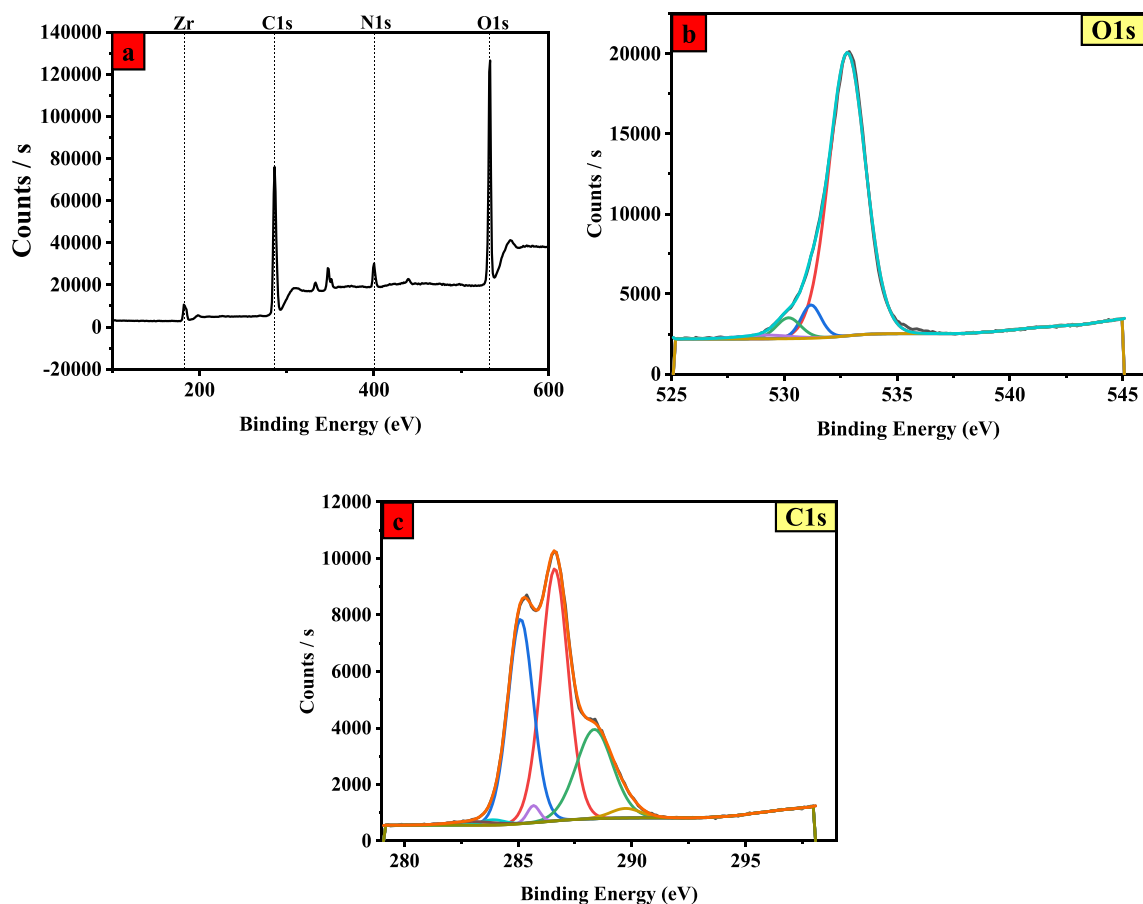 Zr C1s N1s O1s
a
140000
120000
100000
80000
60000
40000
20000
0
-20000
200 400 600
Counts / s
Binding Energy (eV)
b
O1s
20000
15000
10000
5000
0
525 530 535 540 545
Counts / s
Binding Energy (eV)
c
C1s
12000
10000
8000
6000
4000
2000
0
280 285 290 295
Counts / s
Binding Energy (eV)